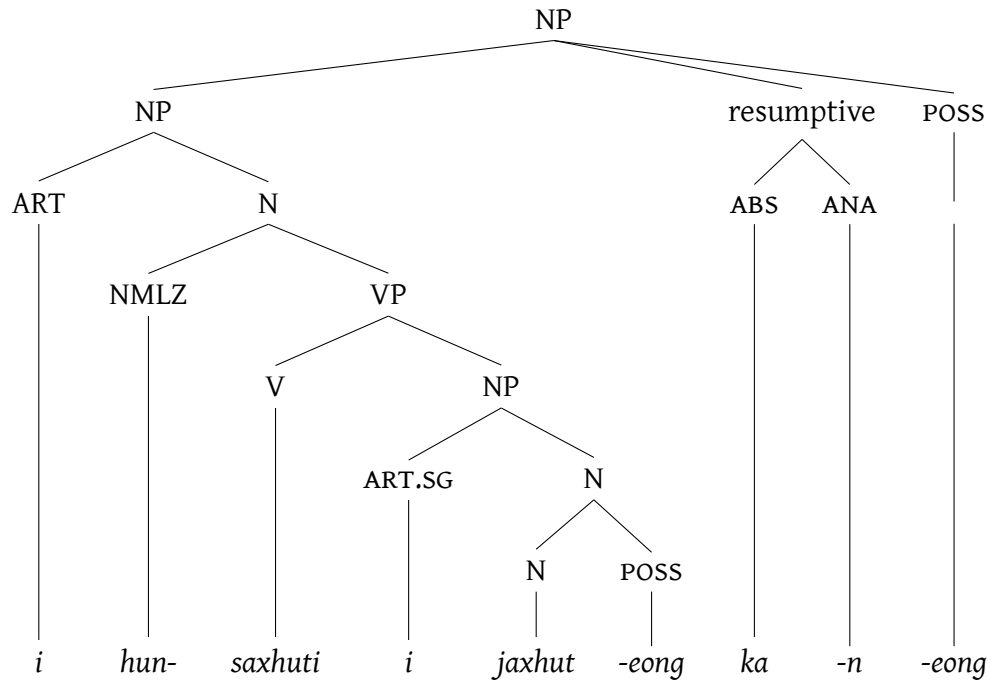 NP
NP resumptive POSS
ART N ABS ANA
NMLZ VP
V NP
ART.SG N
N POSS
i hun- saxhuti i jaxhut -eong ka -n -eong